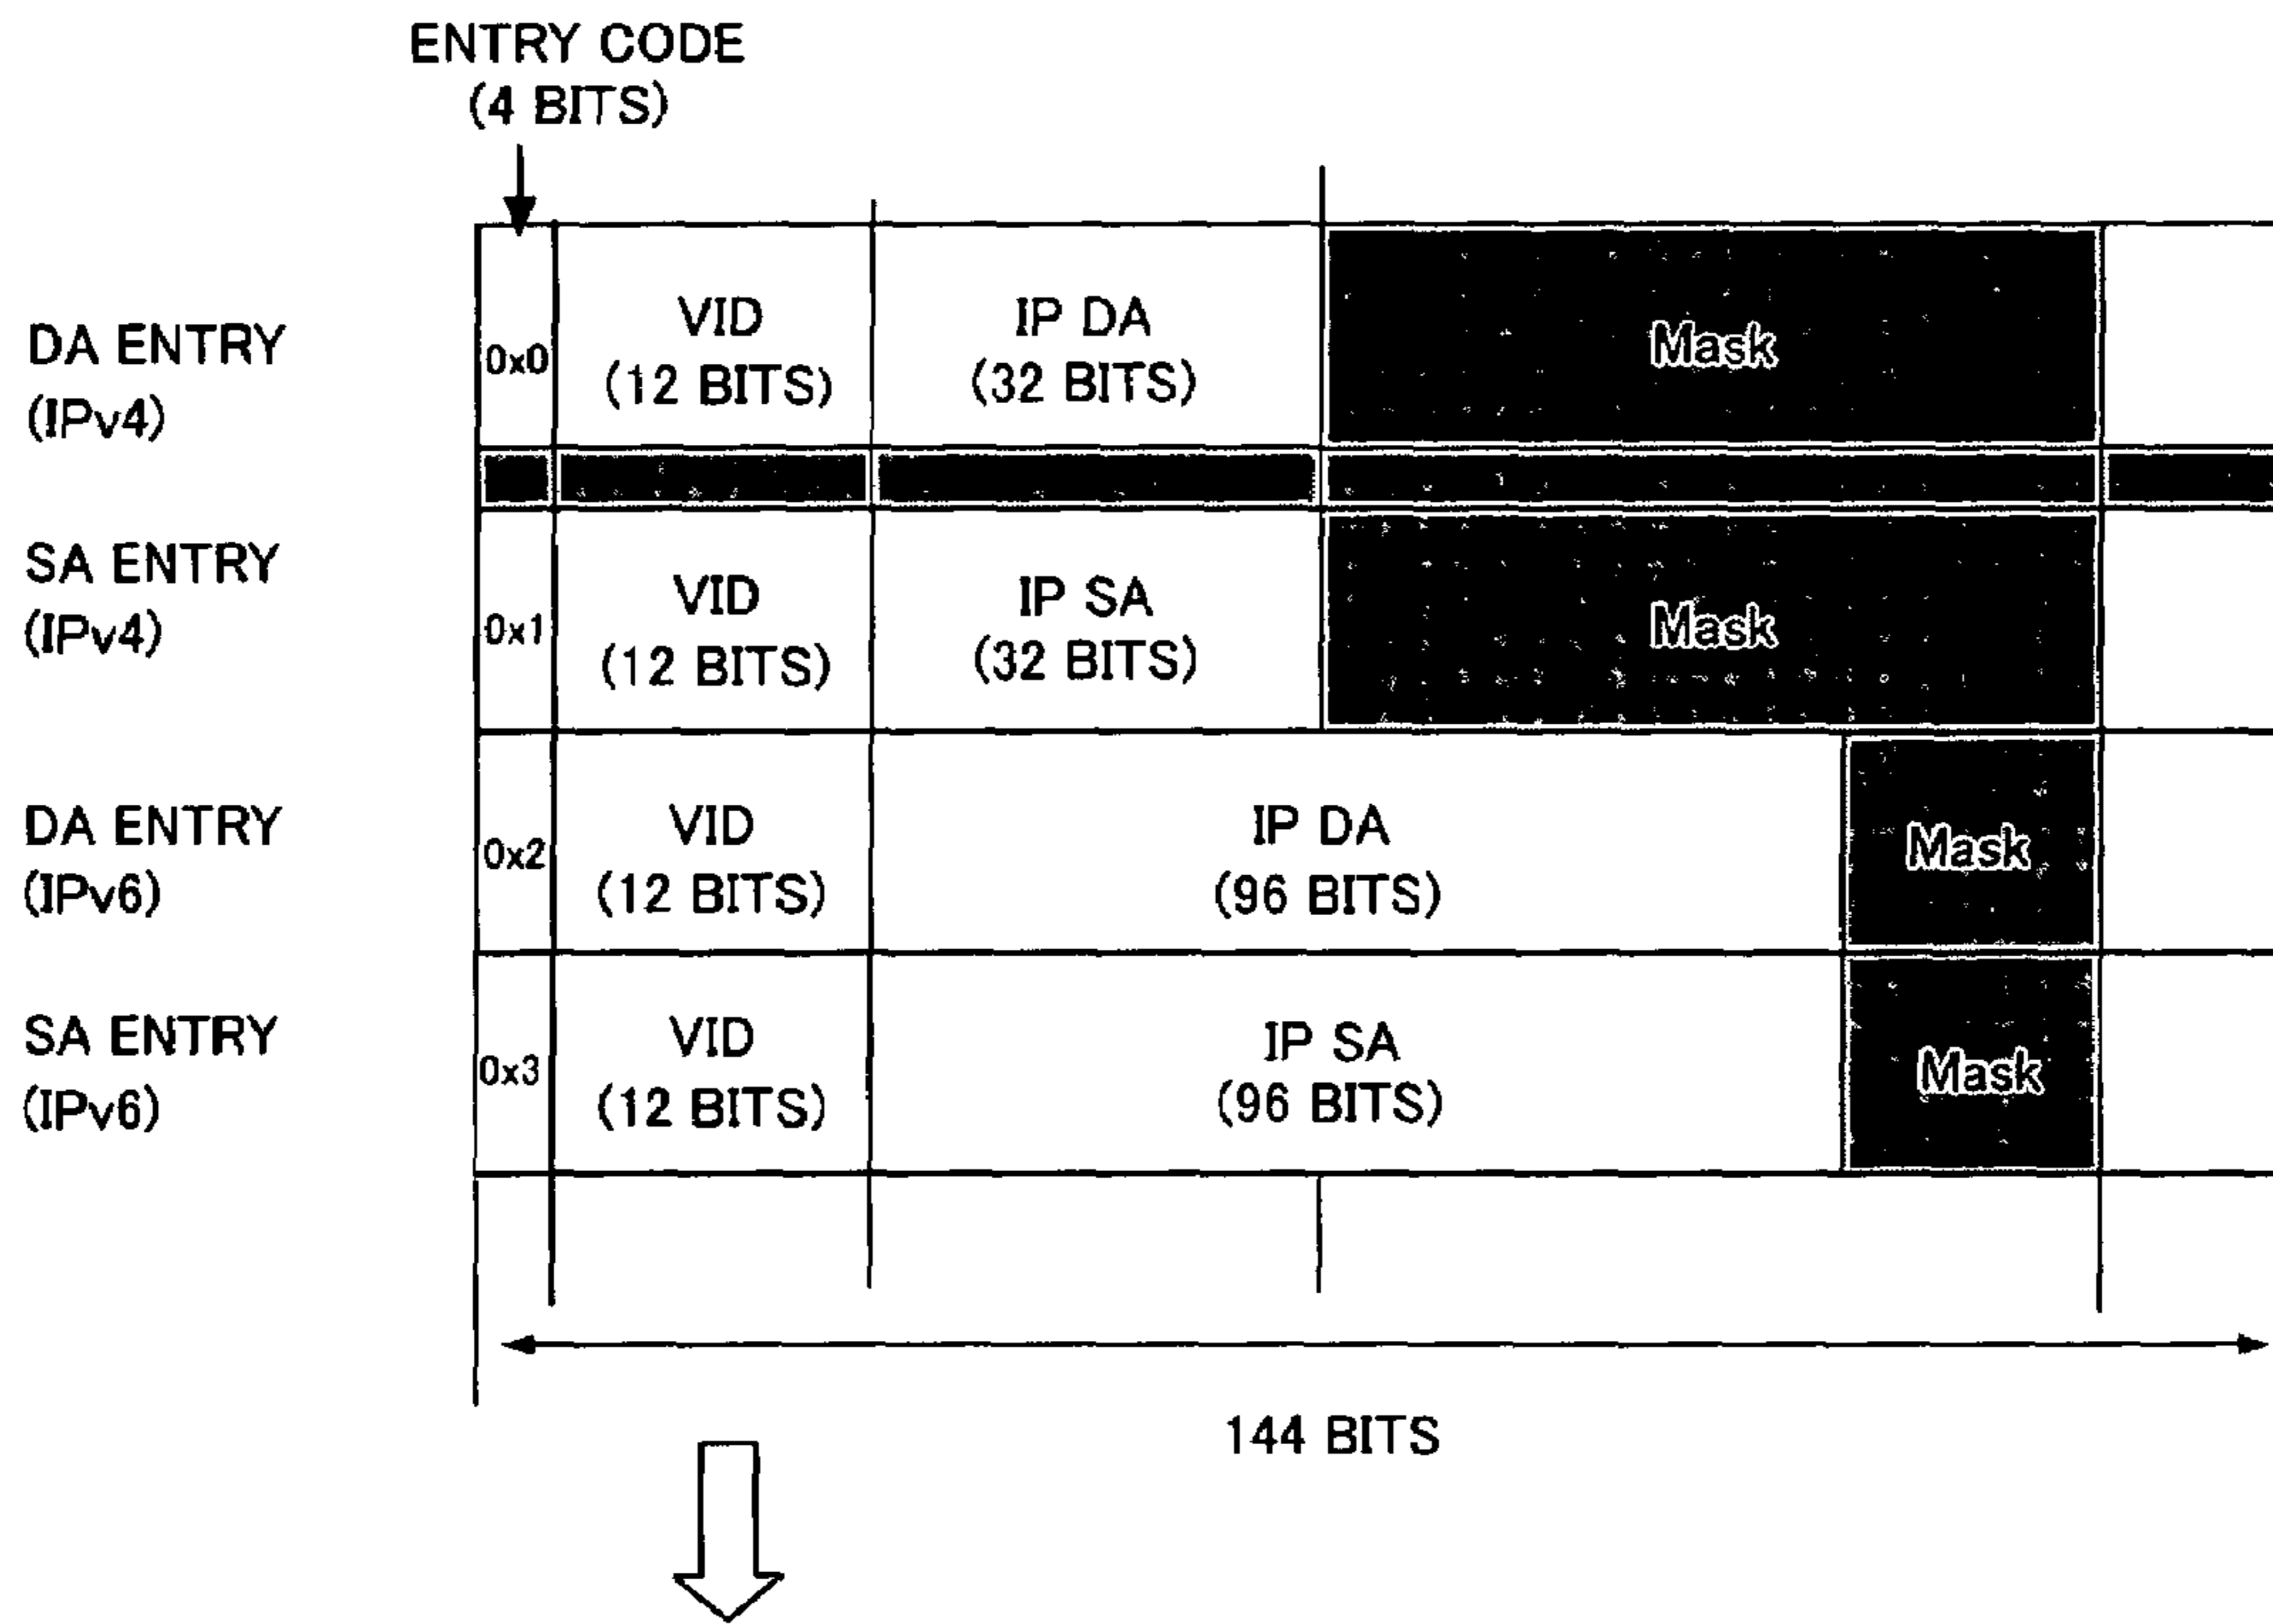 ENTRY CODE
(4 BITS)
DA ENTRY
(IPv4)
0x0
VID
(12 BITS)
IP DA
(32 BITS)
Mask
SA ENTRY
(IPv4)
0x1
VID
(12 BITS)
IP SA
(32 BITS)
Mask
DA ENTRY
(IPv6)
0x2
VID
(12 BITS)
IP DA
(96 BITS)
Mask
SA ENTRY
(IPv6)
0x3
VID
(12 BITS)
IP SA
(96 BITS)
Mask
144 BITS